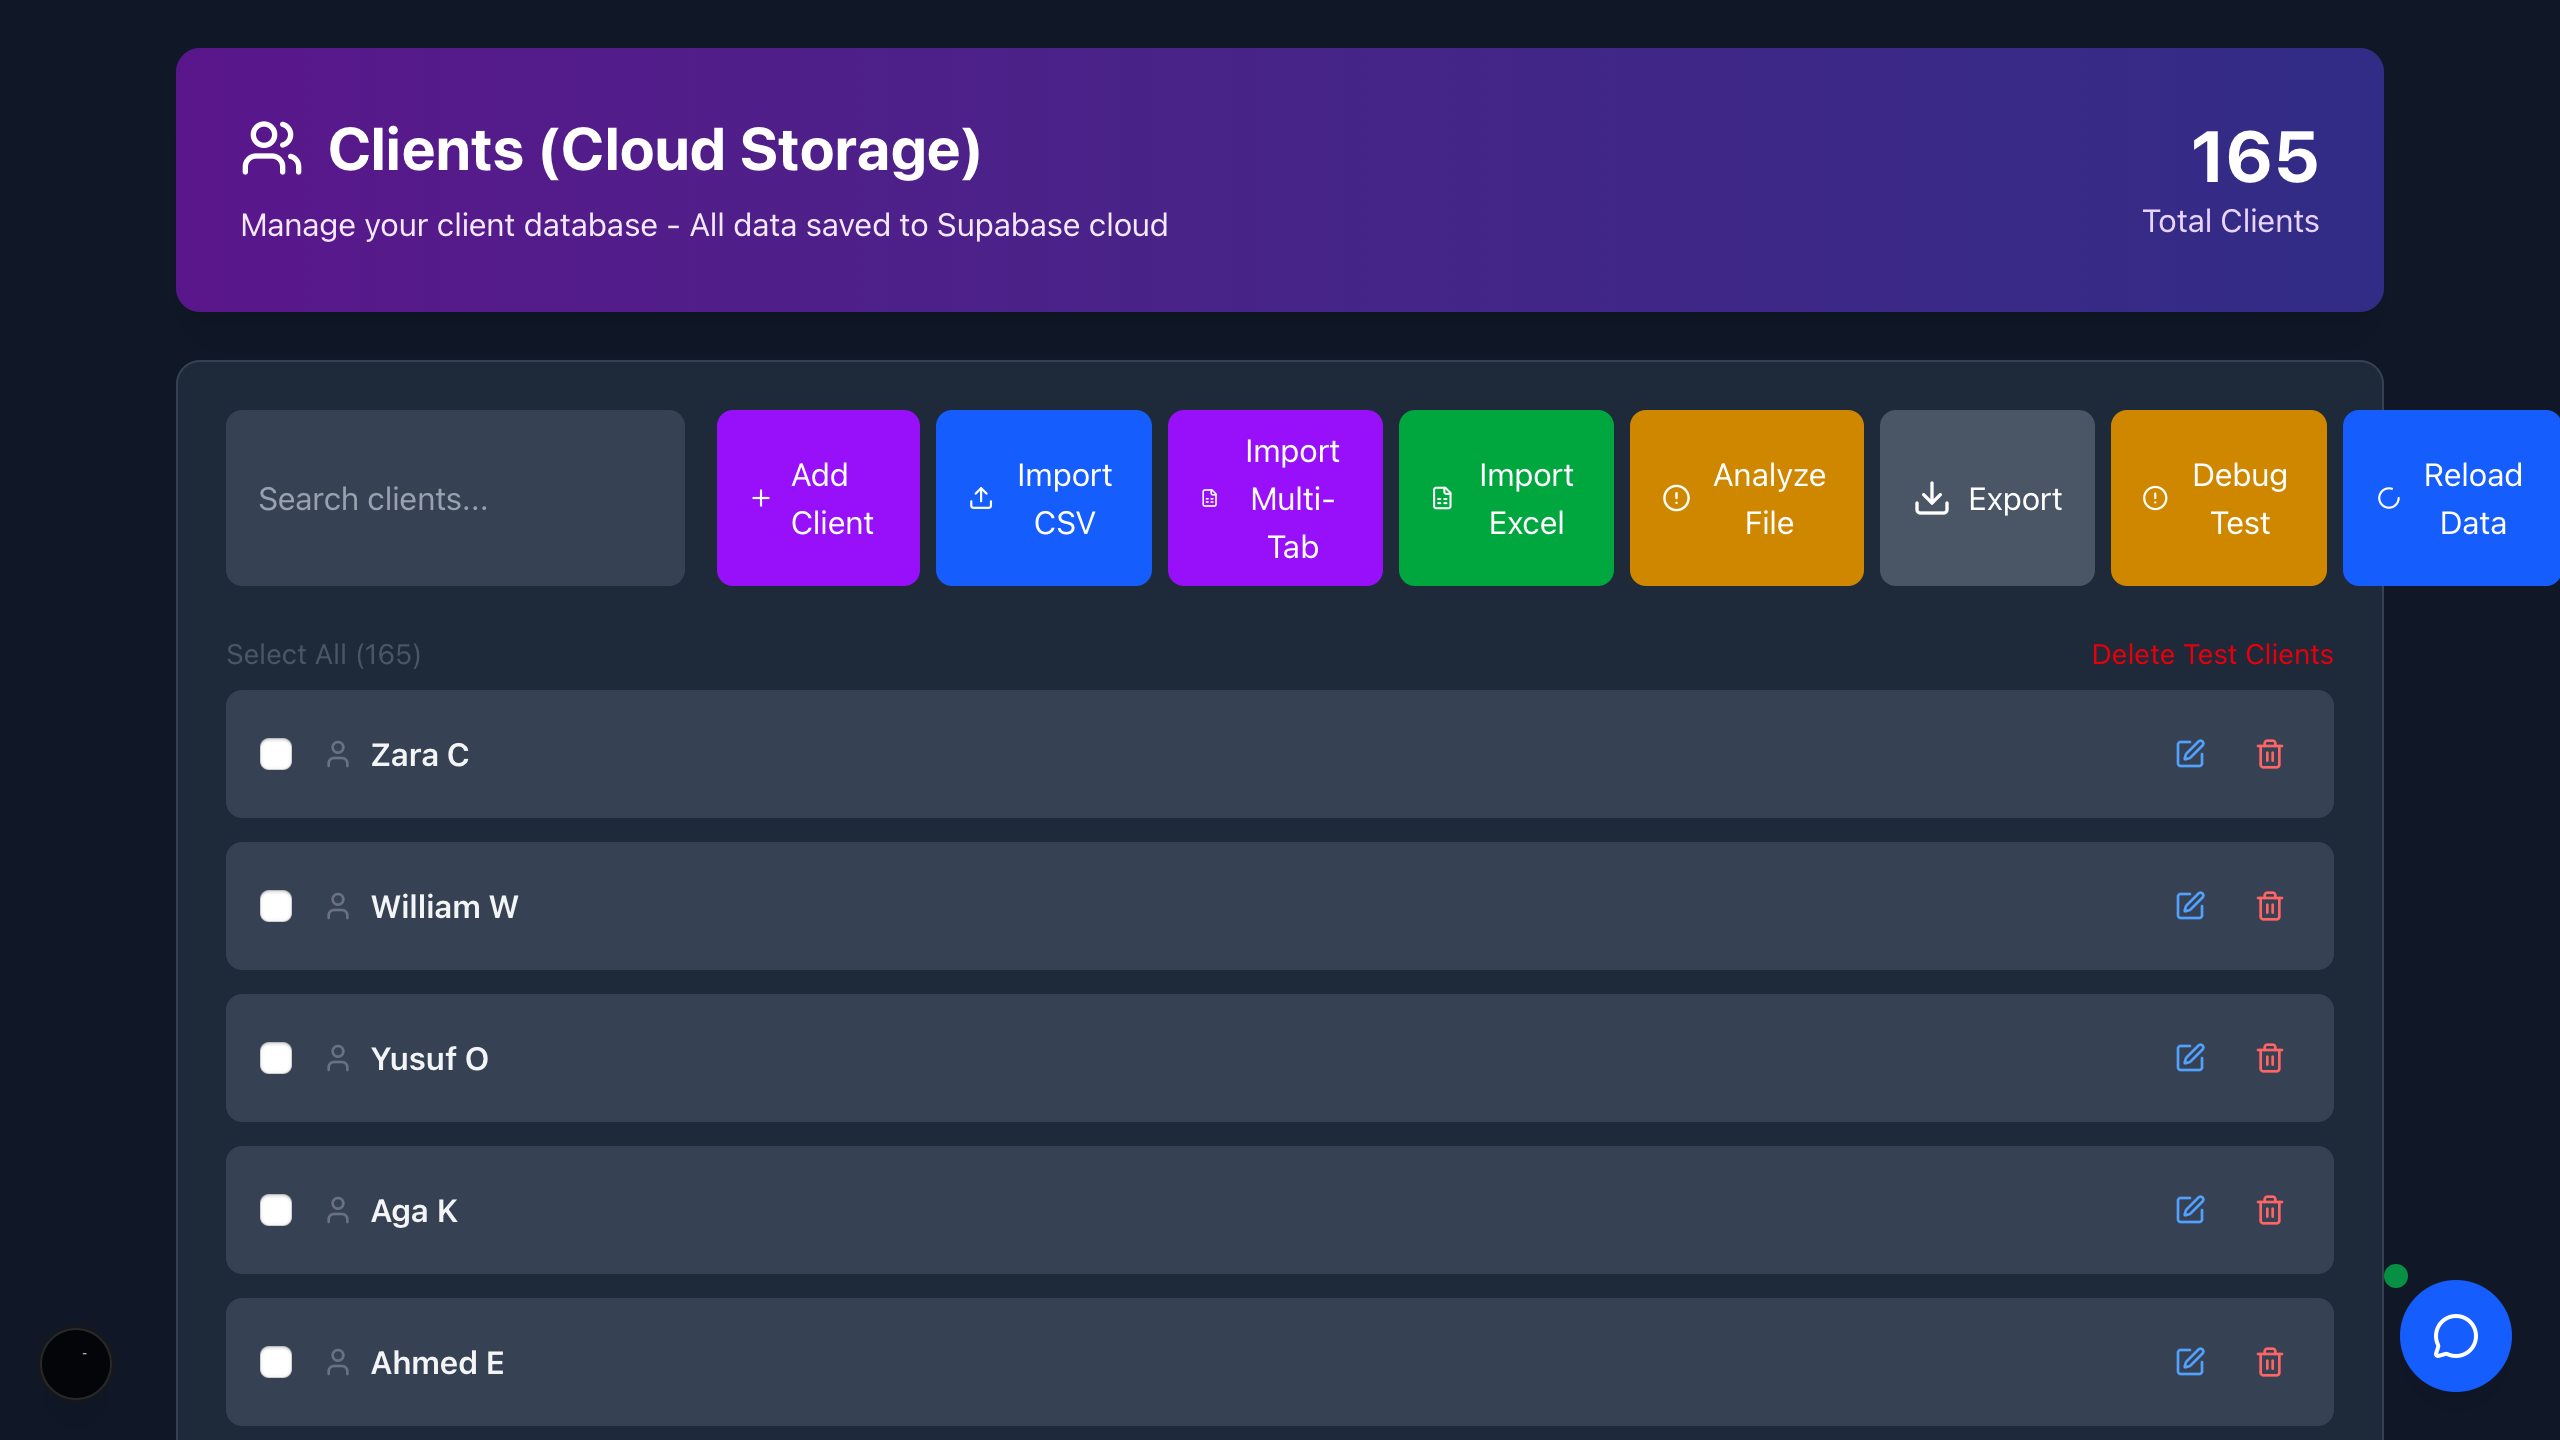 Clients (Cloud Storage)
Manage your client database - All data saved to Supabase cloud
165
Total Clients
Search clients...
Add
Client
Import
CSV
Import
Multi-
Tab
Import
Excel
Analyze
File
Export
Debug
Test
Reload
Data
Select All (165)
Delete Test Clients
Zara C
William W
Yusuf O
Aga K
Ahmed E